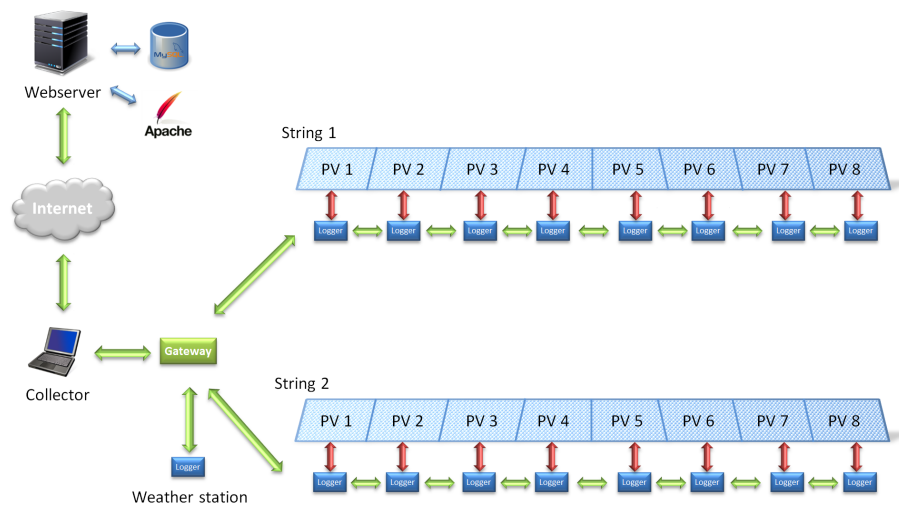 Webserver
MySQL
Apache
Internet
Collector
Gateway
Logger
Weather station
String 1
PV 1 PV 2 PV 3 PV 4 PV 5 PV 6 PV 7 PV 8
Logger Logger Logger Logger Logger Logger Logger Logger
String 2
PV 1 PV 2 PV 3 PV 4 PV 5 PV 6 PV 7 PV 8
Logger Logger Logger Logger Logger Logger Logger Logger